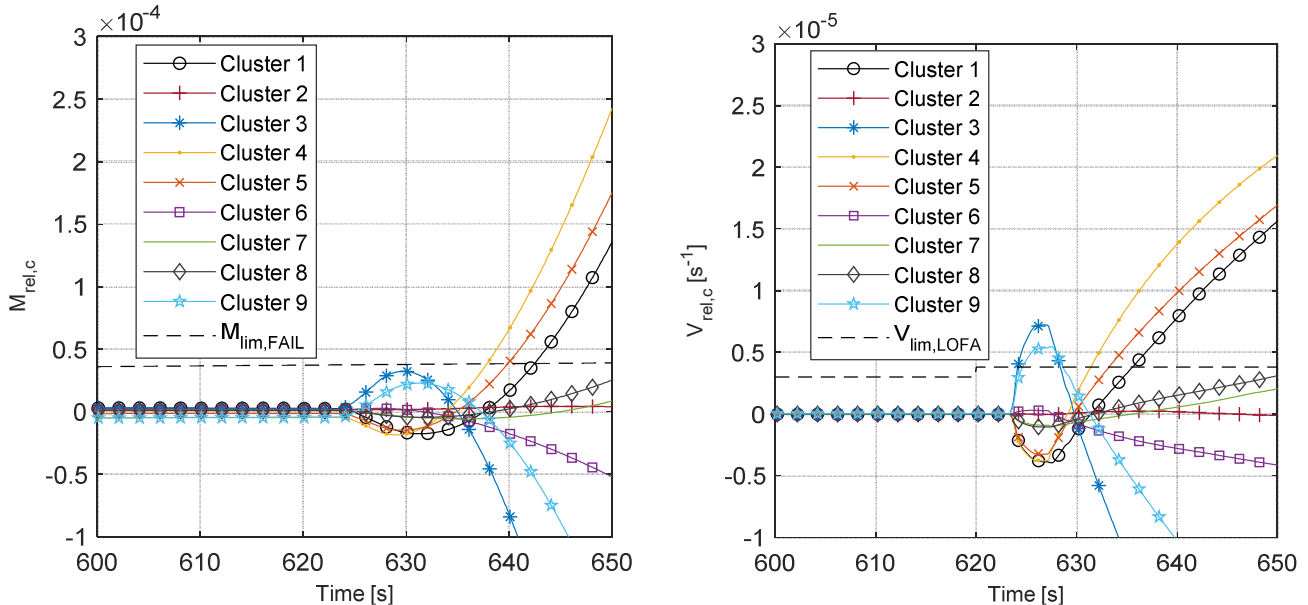 ×10⁻⁴
3
2.5
2
1.5
1
0.5
0
-0.5
-1
M_rel,c
Cluster 1
Cluster 2
Cluster 3
Cluster 4
Cluster 5
Cluster 6
Cluster 7
Cluster 8
Cluster 9
M_lim,FAIL
600 610 620 630 640 650
Time [s]
×10⁻⁵
3
2.5
2
1.5
1
0.5
0
-0.5
-1
V_rel,c [s⁻¹]
Cluster 1
Cluster 2
Cluster 3
Cluster 4
Cluster 5
Cluster 6
Cluster 7
Cluster 8
Cluster 9
V_lim,LOFA
600 610 620 630 640 650
Time [s]